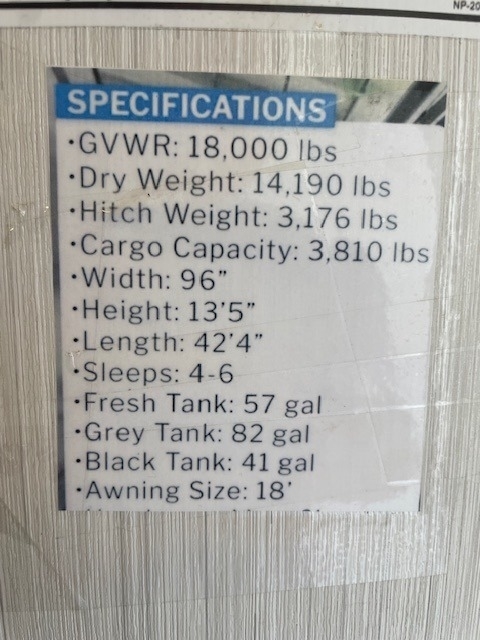 NP-20
SPECIFICATIONS
•GVWR: 18,000 lbs
•Dry Weight: 14,190 lbs
•Hitch Weight: 3,176 lbs
•Cargo Capacity: 3,810 lbs
•Width: 96”
•Height: 13'5”
•Length: 42'4”
•Sleeps: 4-6
•Fresh Tank: 57 gal
•Grey Tank: 82 gal
•Black Tank: 41 gal
•Awning Size: 18'